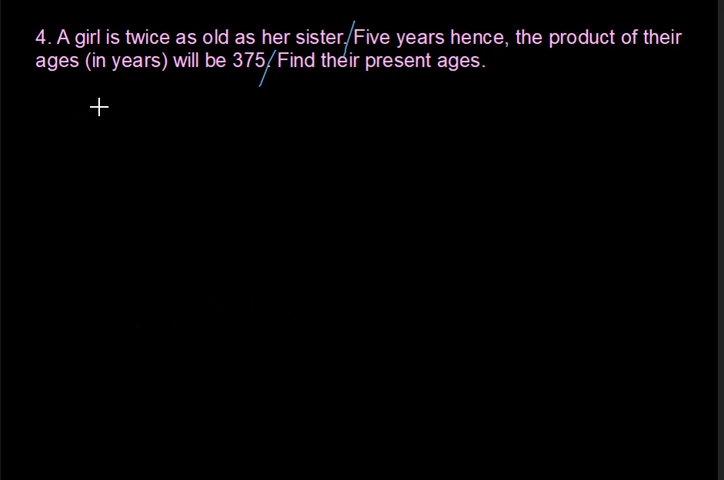 4. A girl is twice as old as her sister. Five years hence, the product of their
ages (in years) will be 375. Find their present ages.